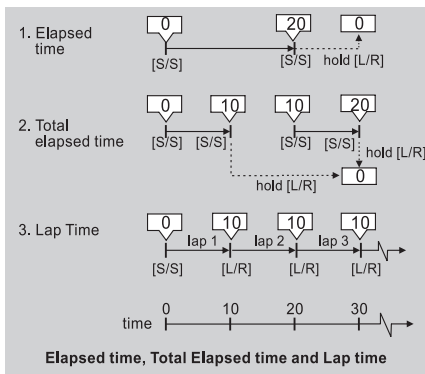 0 20 0
1. Elapsed
time
[S/S] [S/S] hold [L/R]
0 10 10 20
2. Total
elapsed time
[S/S] [S/S] [S/S] [S/S] hold [L/R]
0
hold [L/R]
0 10 10 10
3. Lap Time
lap 1 lap 2 lap 3
[S/S] [L/R] [L/R] [L/R]
0 10 20 30
time
Elapsed time, Total Elapsed time and Lap time